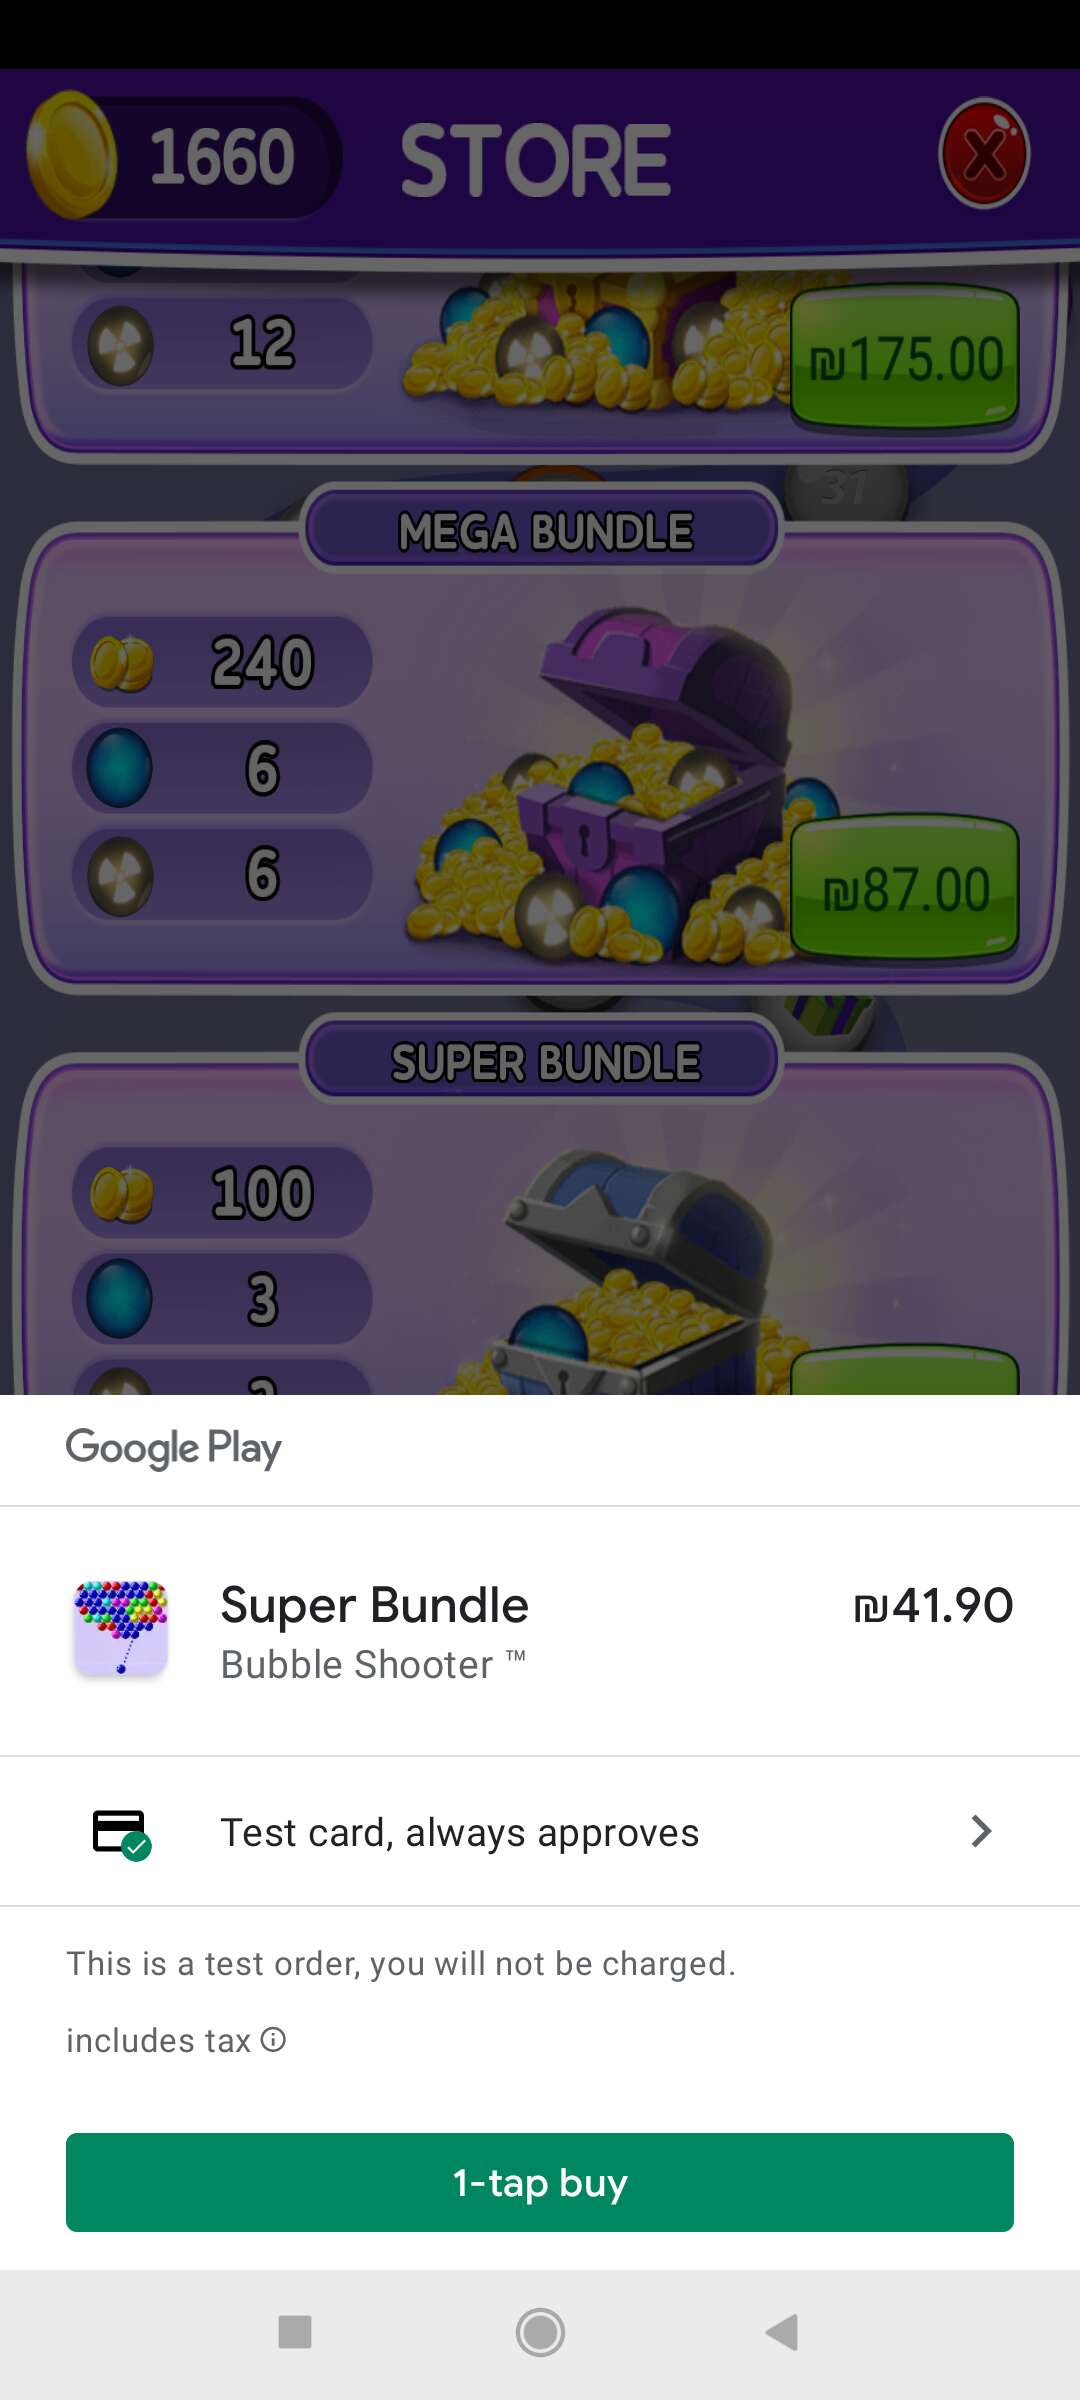 1660
STORE
X
12
₪175.00
31
MEGA BUNDLE
240
6
6
₪87.00
SUPER BUNDLE
100
3
Google Play
Super Bundle
₪41.90
Bubble Shooter ™
Test card, always approves
This is a test order, you will not be charged.
includes tax
1-tap buy